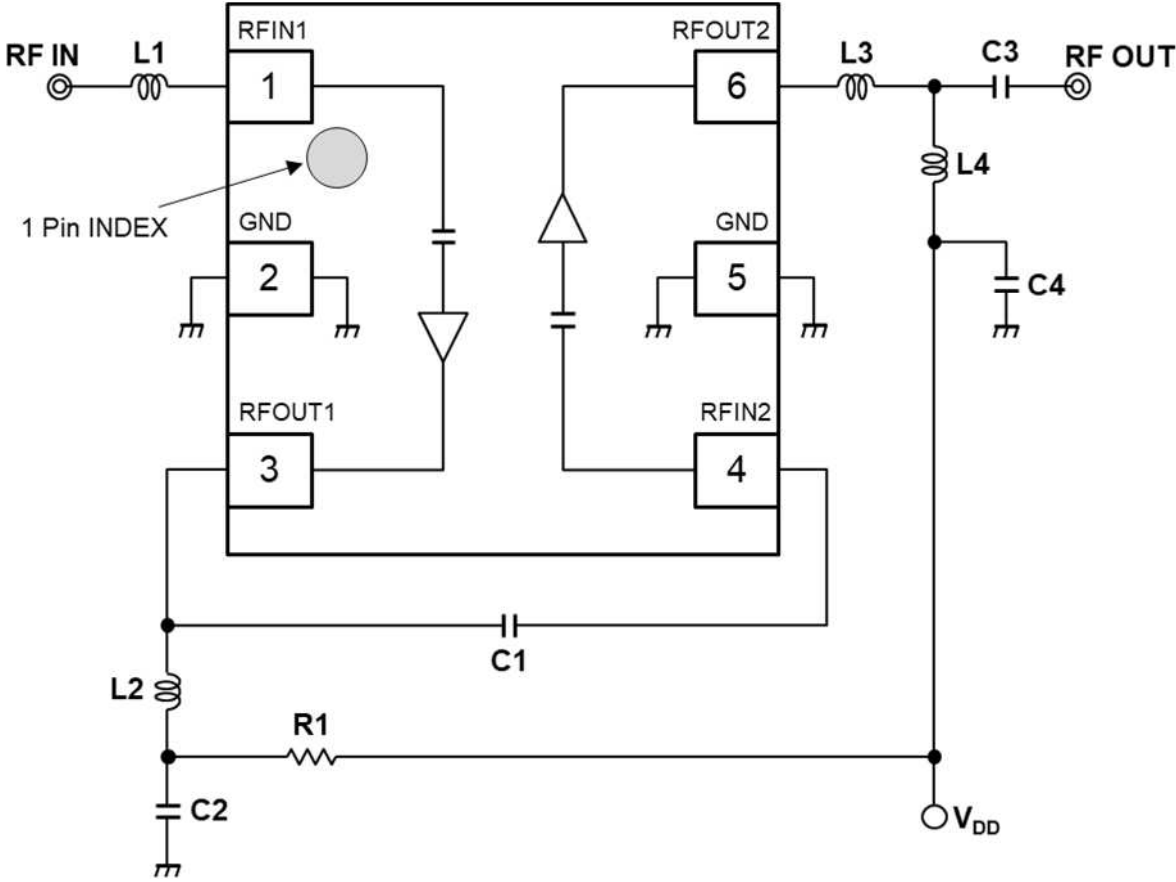 RFIN1
RFOUT2
RF IN
L1
1
6
L3
C3
RF OUT
L4
1 Pin INDEX
GND
GND
2
5
C4
RFOUT1
RFIN2
3
4
C1
L2
R1
C2
VDD